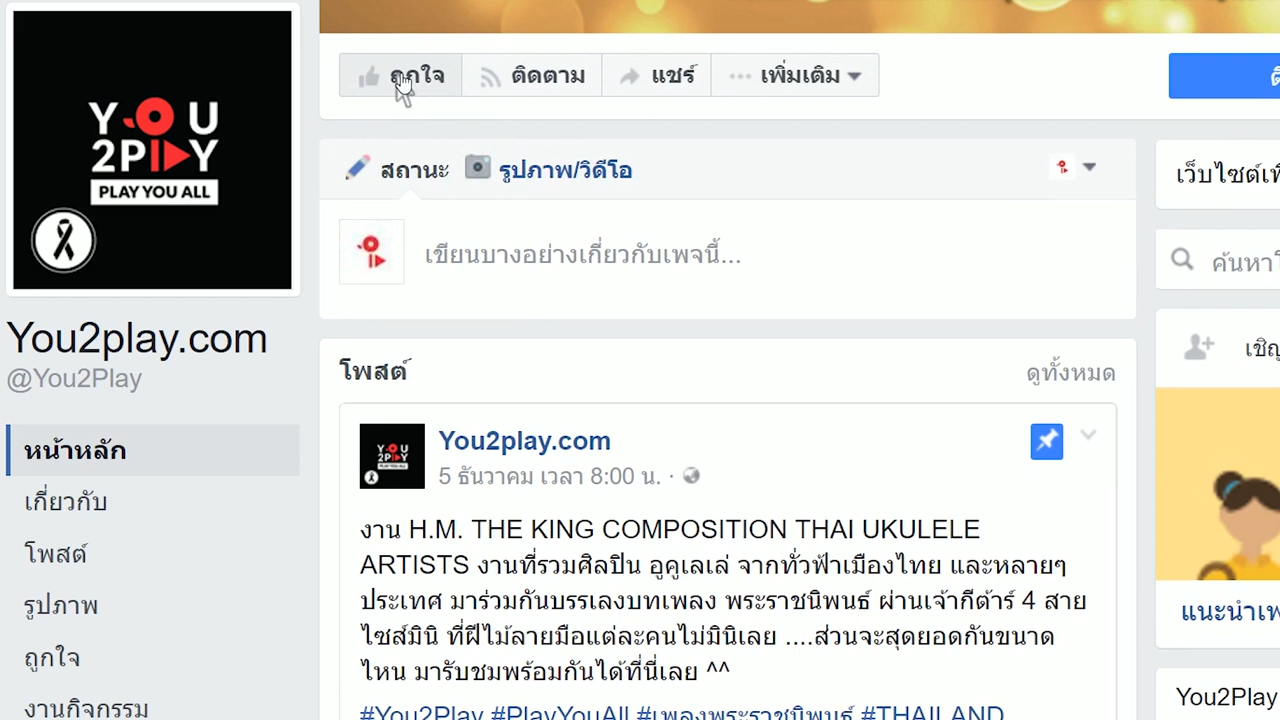 YOU
2PLAY
PLAY YOU ALL
You2play.com
@You2Play
หน้าหลัก
เกี่ยวกับ
โพสต์
รูปภาพ
ถูกใจ
งานกิจกรรม
ถูกใจ
ติดตาม
แชร์
เพิ่มเติม
สถานะ
รูปภาพ/วิดีโอ
เขียนบางอย่างเกี่ยวกับเพจนี้...
โพสต์
ดูทั้งหมด
YOU
2PLAY
You2play.com
5 ธันวาคม เวลา 8:00 น. ·
งาน H.M. THE KING COMPOSITION THAI UKULELE
ARTISTS งานที่รวมศิลปิน อูคูเลเล่ จากทั่วฟ้าเมืองไทย และหลายๆ
ประเทศ มาร่วมกันบรรเลงบทเพลง พระราชนิพนธ์ ผ่านเจ้ากีต้าร์ 4 สาย
ไซส์มินิ ที่ฝีไม้ลายมือแต่ละคนไม่มินิเลย ....ส่วนจะสุดยอดกันขนาด
ไหน มารับชมพร้อมกันได้ที่นี่เลย ^^
#You2Play #PlayYouAll #เพลงพระราชนิพนธ์ #THAILAND
You2Play